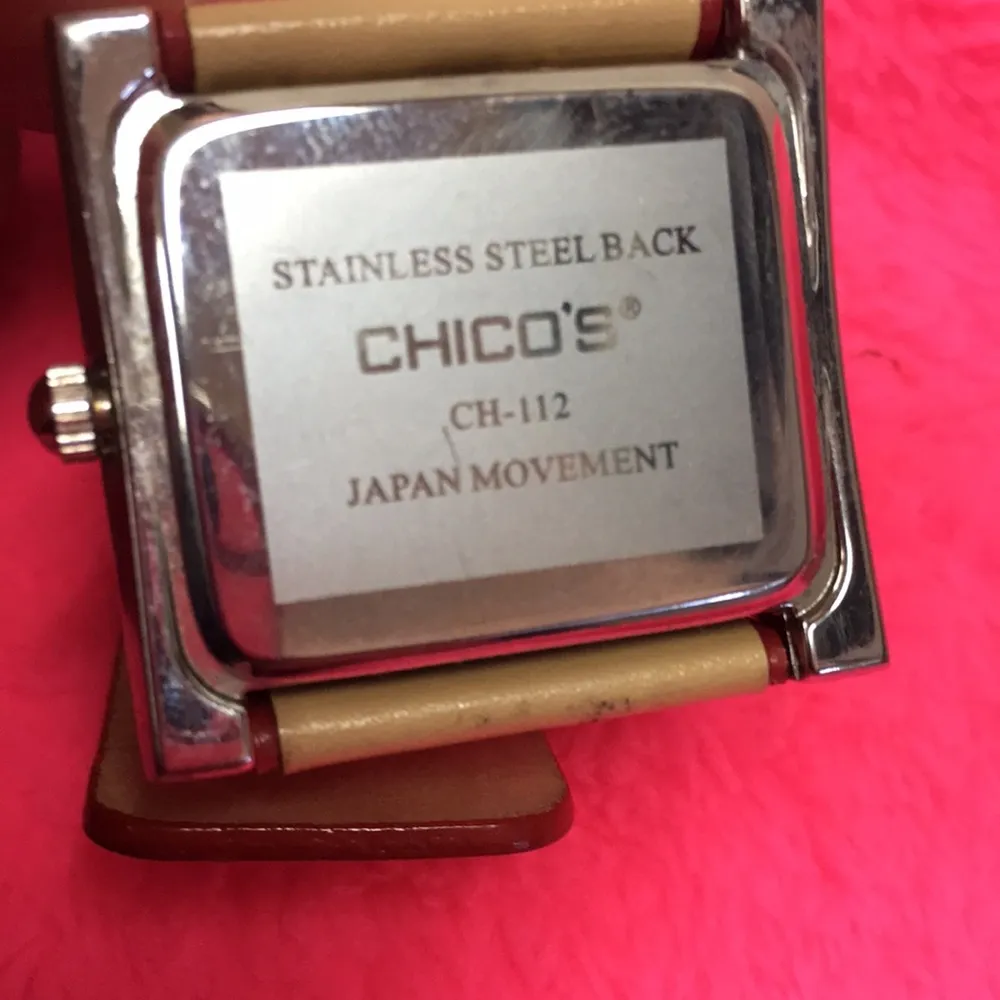 STAINLESS STEEL BACK
CHICO'S®
CH-112
JAPAN MOVEMENT